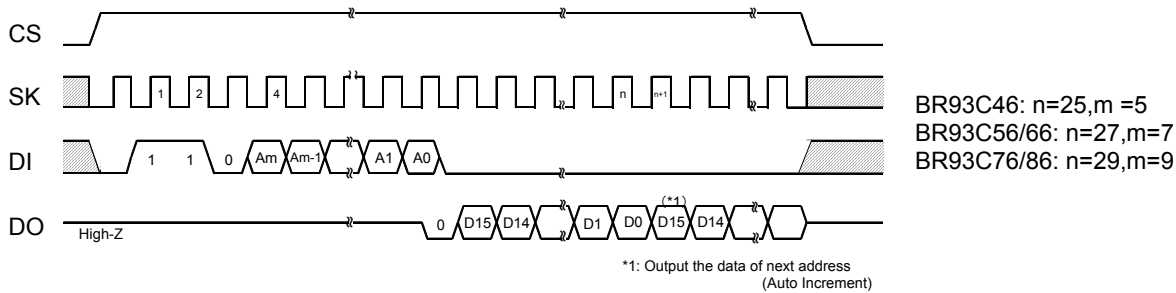 CS
SK 1 2 4 n n+1
BR93C46: n=25,m =5
BR93C56/66: n=27,m=7
BR93C76/86: n=29,m=9
DI 1 1 0 Am Am-1 A1 A0
(*1)
DO High-Z 0 D15 D14 D1 D0 D15 D14
*1: Output the data of next address
(Auto Increment)